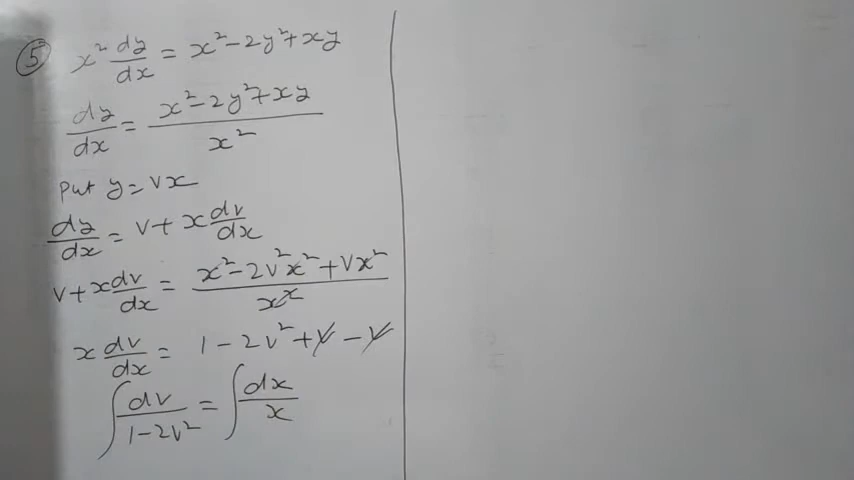 ⑤ x² dy/dx = x² - 2y² + xy
dy/dx = (x² - 2y² + xy)/x²
put y = vx
dy/dx = v + x dv/dx
v + x dv/dx = (x² - 2v²x² + vx²)/x²
x dv/dx = 1 - 2v² + v - v
∫ dv/(1 - 2v²) = ∫ dx/x